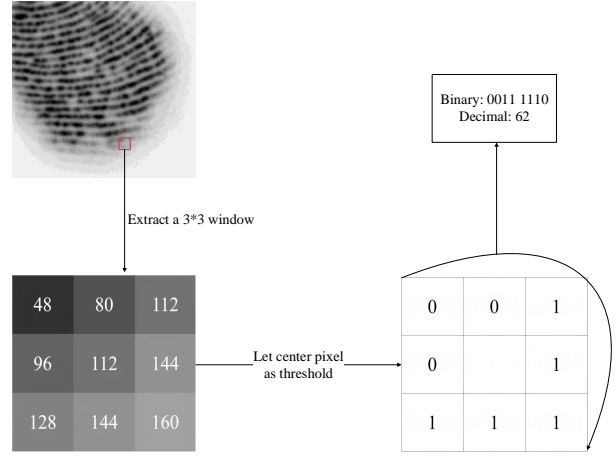 Binary: 0011 1110
Decimal: 62
Extract a 3*3 window
48 80 112
96 112 144
128 144 160
Let center pixel
as threshold
0 0 1
0 1
1 1 1